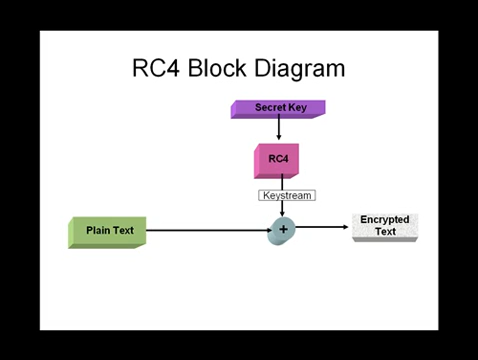 RC4 Block Diagram
Secret Key
RC4
Keystream
Plain Text
+
Encrypted
Text